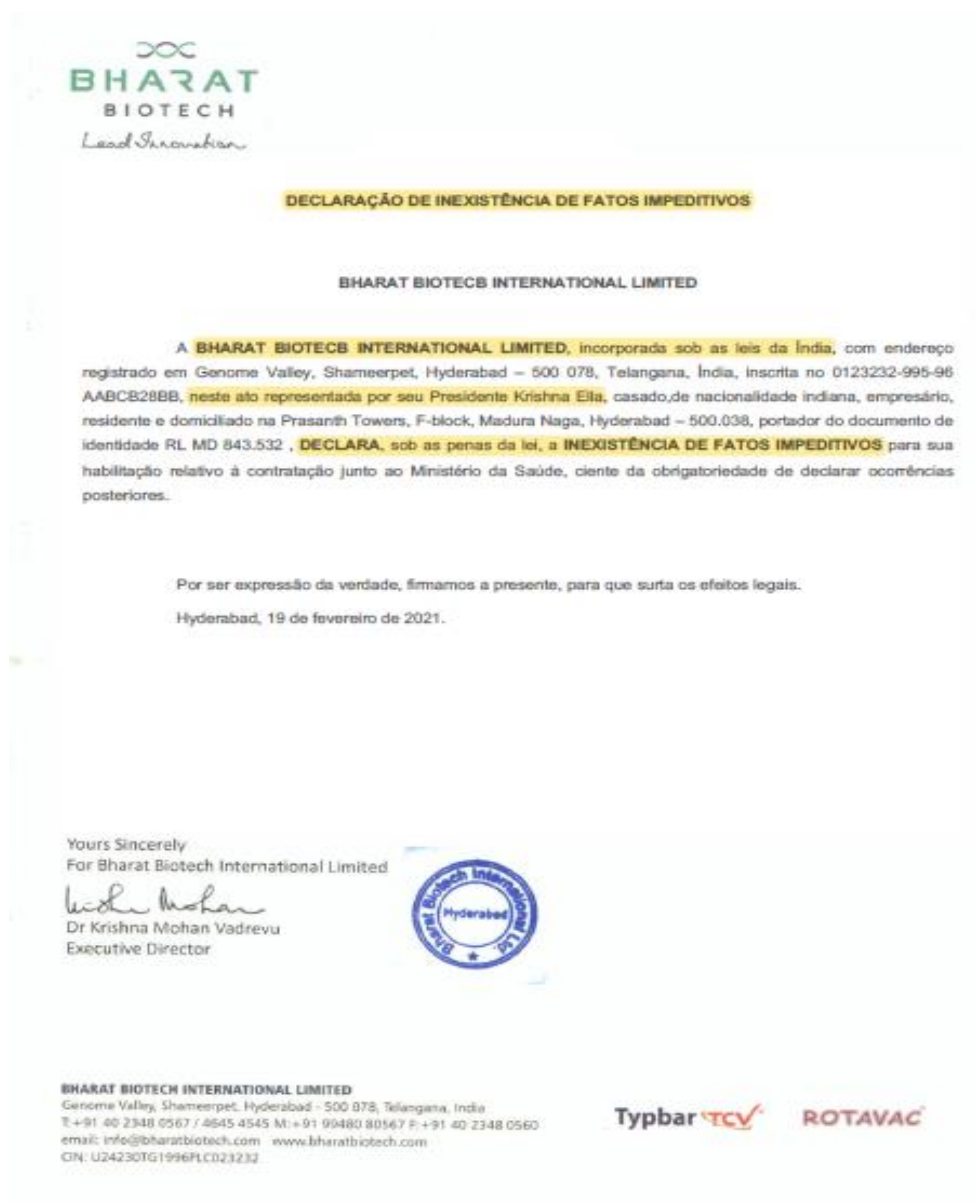 BHARAT
BIOTECH
Lead Innovation
DECLARAÇÃO DE INEXISTÊNCIA DE FATOS IMPEDITIVOS
BHARAT BIOTECB INTERNATIONAL LIMITED
A BHARAT BIOTECB INTERNATIONAL LIMITED, incorporada sob as leis da Índia, com endereço
registrado em Genome Valley, Shameerpet, Hyderabad – 500 078, Telangana, Índia, inscrita no 0123232-995-96
AABCB28BB, neste ato representada por seu Presidente Krishna Ella, casado,de nacionalidade indiana, empresário,
residente e domiciliado na Prasanth Towers, F-block, Madura Naga, Hyderabad – 500.038, portador do documento de
identidade RL MD 843.532 , DECLARA, sob as penas da lei, a INEXISTÊNCIA DE FATOS IMPEDITIVOS para sua
habilitação relativo à contratação junto ao Ministério da Saúde, ciente da obrigatoriedade de declarar ocorrências
posteriores.
Por ser expressão da verdade, firmamos a presente, para que surta os efeitos legais.
Hyderabad, 19 de fevereiro de 2021.
Yours Sincerely
For Bharat Biotech International Limited
Krishna Mohan
Dr Krishna Mohan Vadrevu
Executive Director
Bharat Biotech International Ltd.
Hyderabad
BHARAT BIOTECH INTERNATIONAL LIMITED
Genome Valley, Shameerpet, Hyderabad - 500 078, Telangana, India
T:+91 40 2348 0567 / 4645 4545 M:+91 99480 80567 F:+91 40 2348 0560
email: info@bharatbiotech.com www.bharatbiotech.com
CIN: U24230TG1996PLC023232
Typbar TCV
ROTAVAC